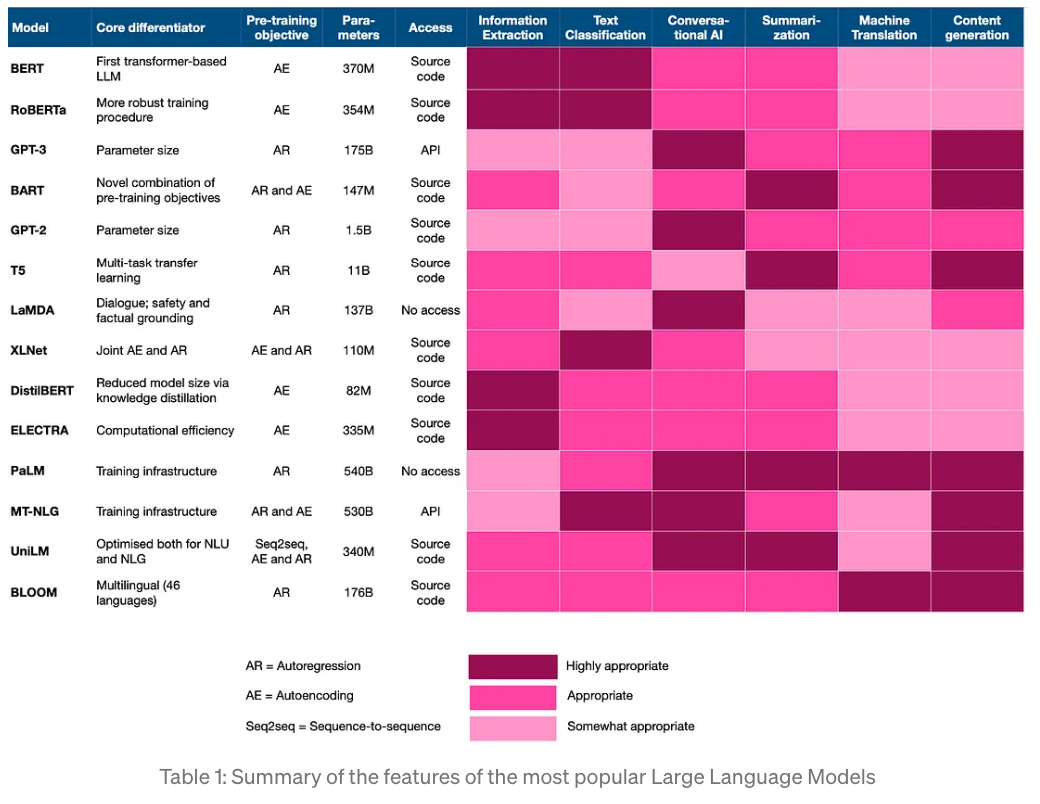 Model Core differentiator Pre-training objective Para-meters Access Information Extraction Text Classification Conversa-tional AI Summari-zation Machine Translation Content generation
BERT First transformer-based LLM AE 370M Source code
RoBERTa More robust training procedure AE 354M Source code
GPT-3 Parameter size AR 175B API
BART Novel combination of pre-training objectives AR and AE 147M Source code
GPT-2 Parameter size AR 1.5B Source code
T5 Multi-task transfer learning AR 11B Source code
LaMDA Dialogue; safety and factual grounding AR 137B No access
XLNet Joint AE and AR AE and AR 110M Source code
DistilBERT Reduced model size via knowledge distillation AE 82M Source code
ELECTRA Computational efficiency AE 335M Source code
PaLM Training infrastructure AR 540B No access
MT-NLG Training infrastructure AR and AE 530B API
UniLM Optimised both for NLU and NLG Seq2seq, AE and AR 340M Source code
BLOOM Multilingual (46 languages) AR 176B Source code
AR = Autoregression Highly appropriate
AE = Autoencoding Appropriate
Seq2seq = Sequence-to-sequence Somewhat appropriate
Table 1: Summary of the features of the most popular Large Language Models